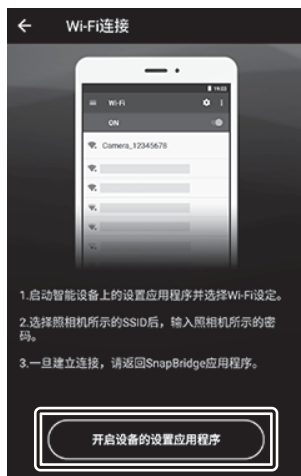 Wi-Fi连接
19:03
Wi-Fi
ON
Camera_12345678
1.启动智能设备上的设置应用程序并选择Wi-Fi设定。
2.选择照相机所示的SSID后，输入照相机所示的密
码。
3.一旦建立连接，请返回SnapBridge应用程序。
开启设备的设置应用程序